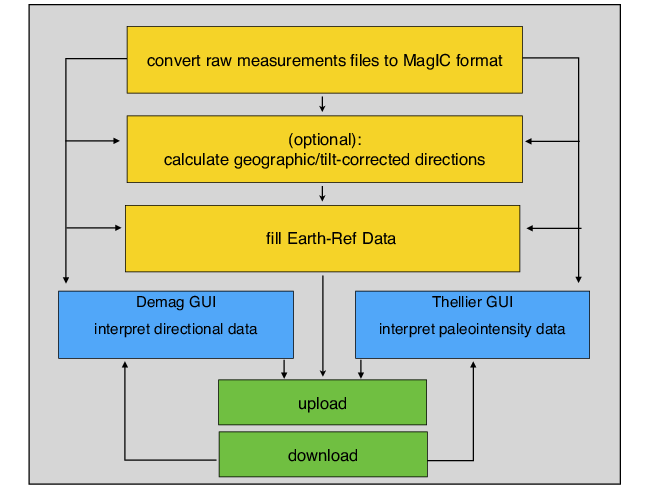 convert raw measurements files to MagIC format
(optional):
calculate geographic/tilt-corrected directions
fill Earth-Ref Data
Demag GUI
interpret directional data
Thellier GUI
interpret paleointensity data
upload
download